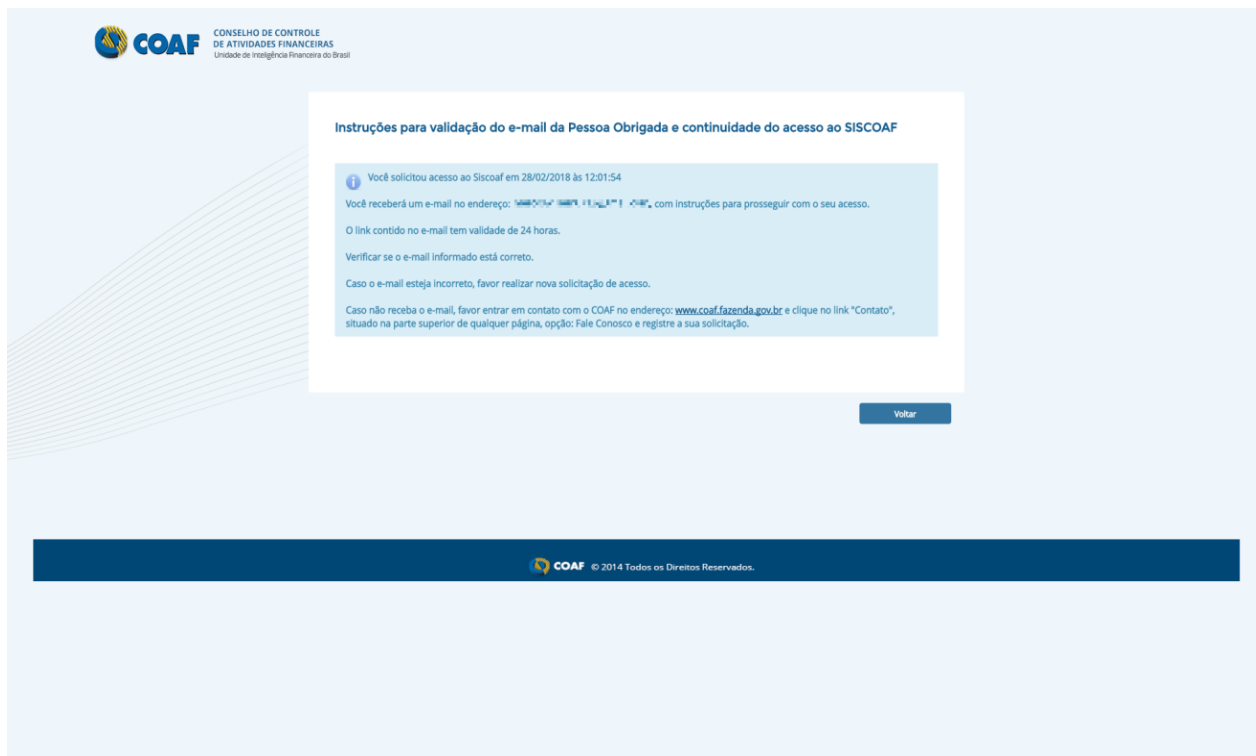 COAF
CONSELHO DE CONTROLE
DE ATIVIDADES FINANCEIRAS
Unidade de Inteligência Financeira do Brasil
Instruções para validação do e-mail da Pessoa Obrigada e continuidade do acesso ao SISCOAF
Você solicitou acesso ao Siscoaf em 28/02/2018 às 12:01:54
Você receberá um e-mail no endereço: com instruções para prosseguir com o seu acesso.
O link contido no e-mail tem validade de 24 horas.
Verificar se o e-mail informado está correto.
Caso o e-mail esteja incorreto, favor realizar nova solicitação de acesso.
Caso não receba o e-mail, favor entrar em contato com o COAF no endereço: www.coaf.fazenda.gov.br e clique no link "Contato",
situado na parte superior de qualquer página, opção: Fale Conosco e registre a sua solicitação.
Voltar
COAF © 2014 Todos os Direitos Reservados.